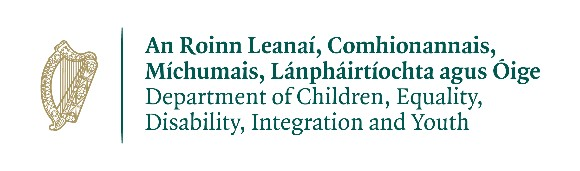 An Roinn Leanaí, Comhionannais,
Míchumais, Lánpháirtíochta agus Óige
Department of Children, Equality,
Disability, Integration and Youth